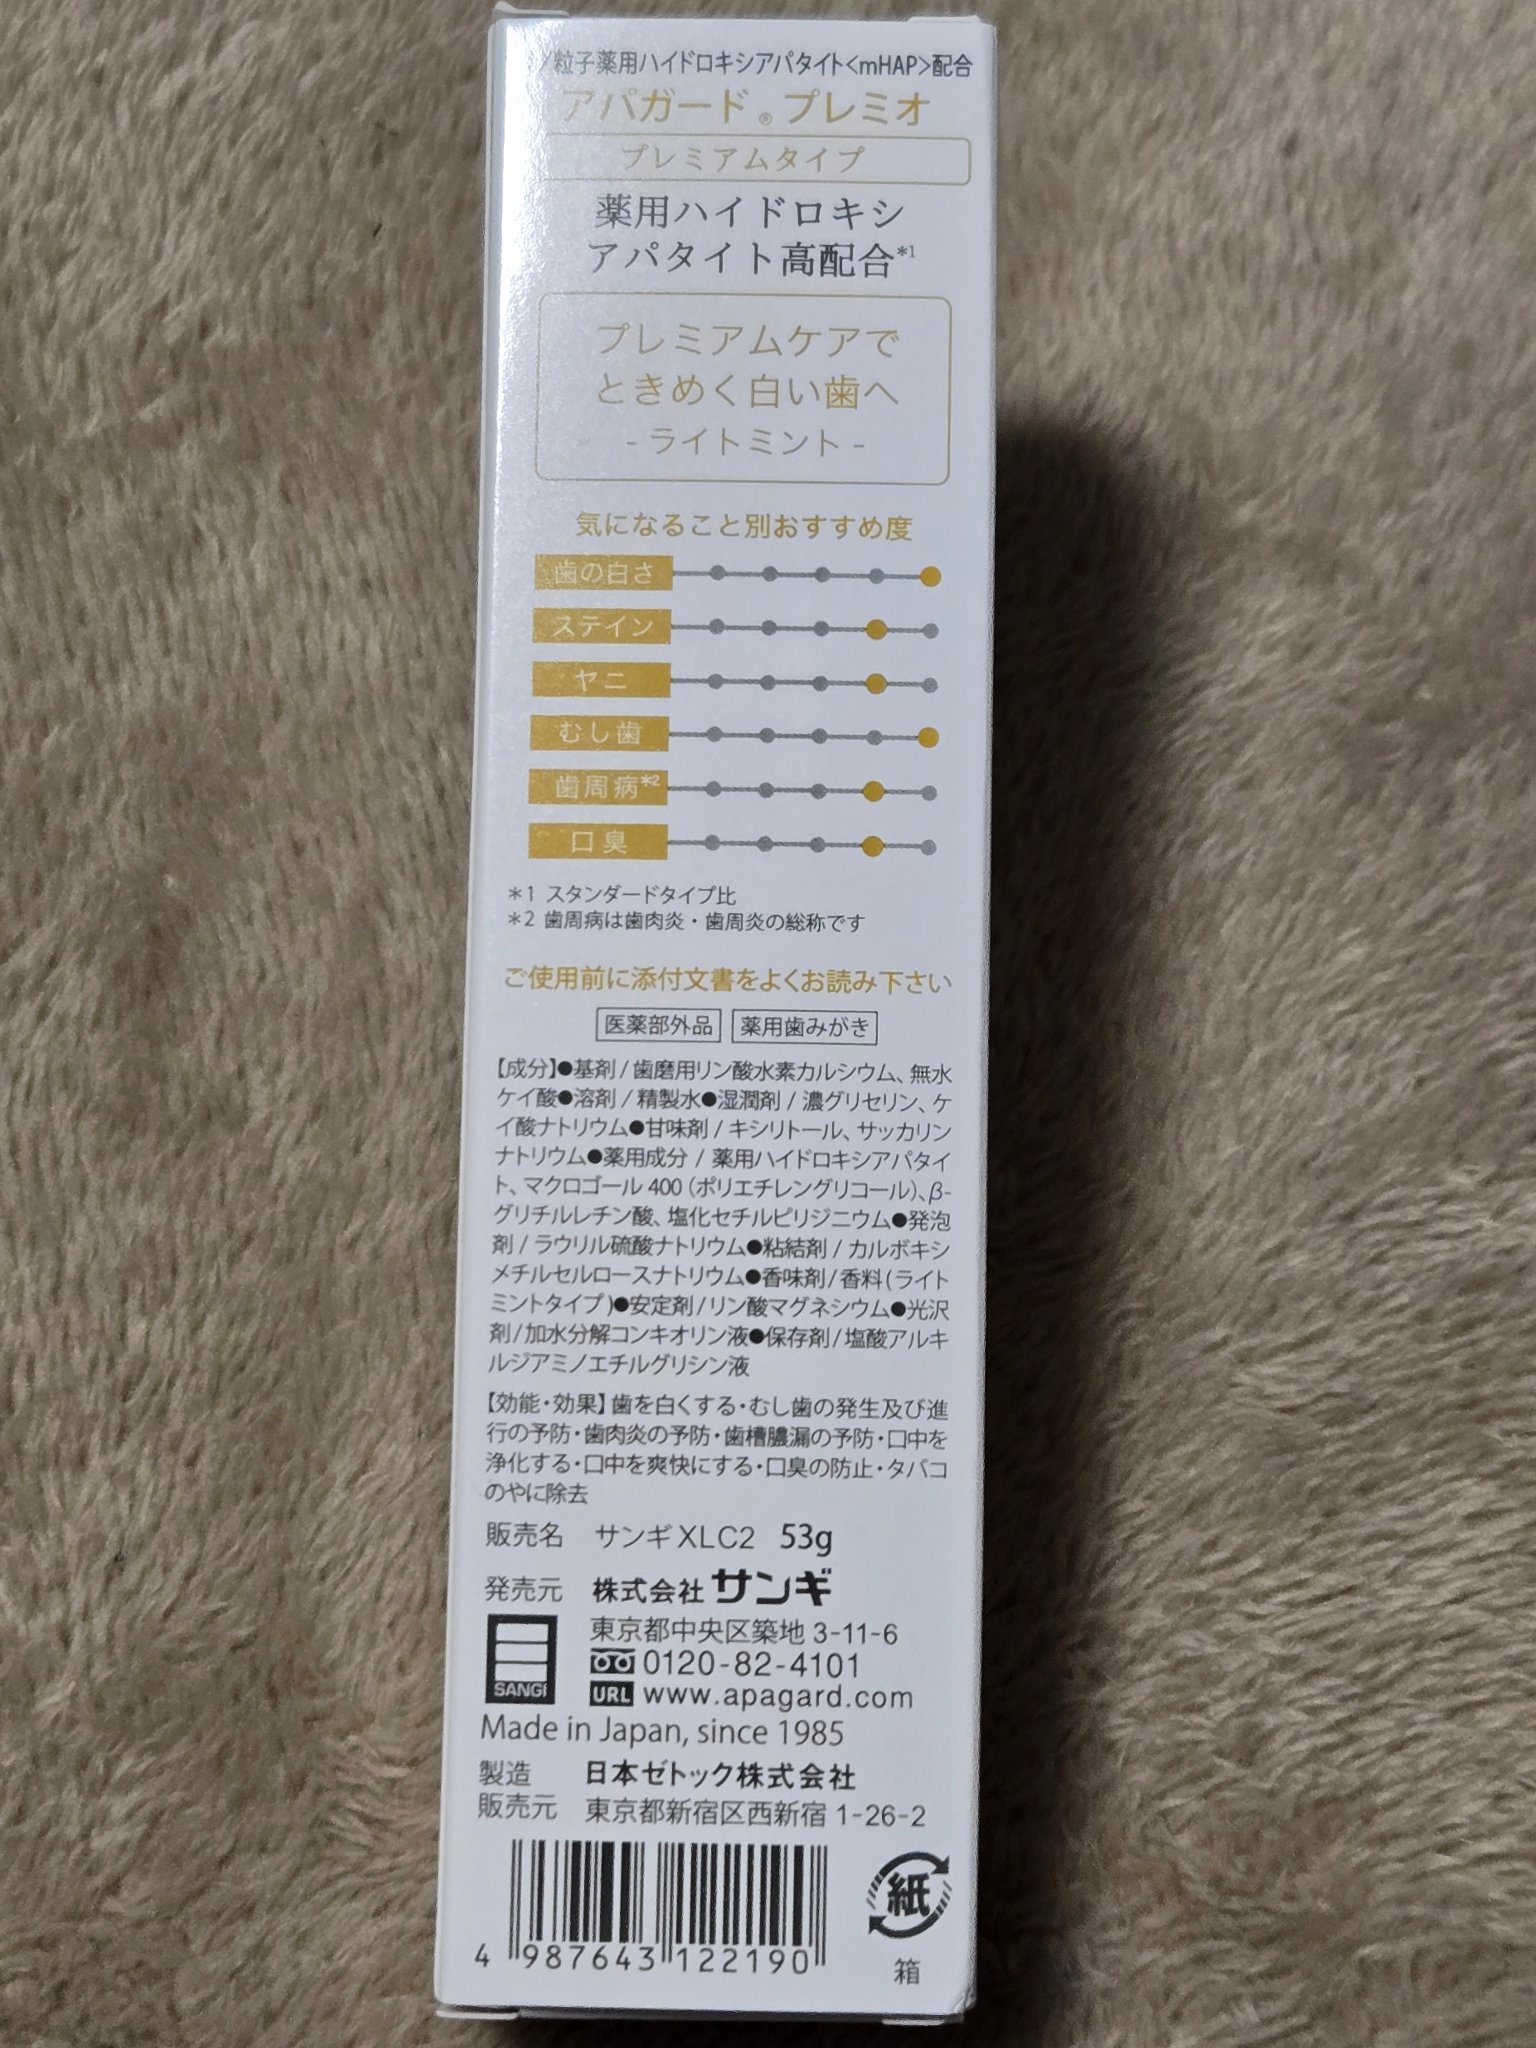 粒子薬用ハイドロキシアパタイト<mHAP>配合
アパガード®プレミオ
プレミアムタイプ
薬用ハイドロキシ
アパタイト高配合*1
プレミアムケアで
ときめく白い歯へ
- ライトミント -
気になること別おすすめ度
歯の白さ
ステイン
ヤニ
むし歯
歯周病*2
口臭
*1 スタンダードタイプ比
*2 歯周病は歯肉炎・歯周炎の総称です
ご使用前に添付文書をよくお読み下さい
医薬部外品 薬用歯みがき
【成分】●基剤/歯磨用リン酸水素カルシウム、無水
ケイ酸●溶剤/精製水●湿潤剤/濃グリセリン、ケ
イ酸ナトリウム●甘味剤/キシリトール、サッカリン
ナトリウム●薬用成分/薬用ハイドロキシアパタイ
ト、マクロゴール400(ポリエチレングリコール)、β-
グリチルレチン酸、塩化セチルピリジニウム●発泡
剤/ラウリル硫酸ナトリウム●粘結剤/カルボキシ
メチルセルロースナトリウム●香味剤/香料(ライト
ミントタイプ)●安定剤/リン酸マグネシウム●光沢
剤/加水分解コンキオリン液●保存剤/塩酸アルキ
ルジアミノエチルグリシン液
【効能・効果】歯を白くする・むし歯の発生及び進
行の予防・歯肉炎の予防・歯槽膿漏の予防・口中を
浄化する・口中を爽快にする・口臭の防止・タバコ
のやに除去
販売名 サンギXLC2 53g
発売元 株式会社サンギ
SANGI
東京都中央区築地3-11-6
0120-82-4101
URL www.apagard.com
Made in Japan, since 1985
製造 日本ゼトック株式会社
販売元 東京都新宿区西新宿1-26-2
4 987643 122190
紙
箱